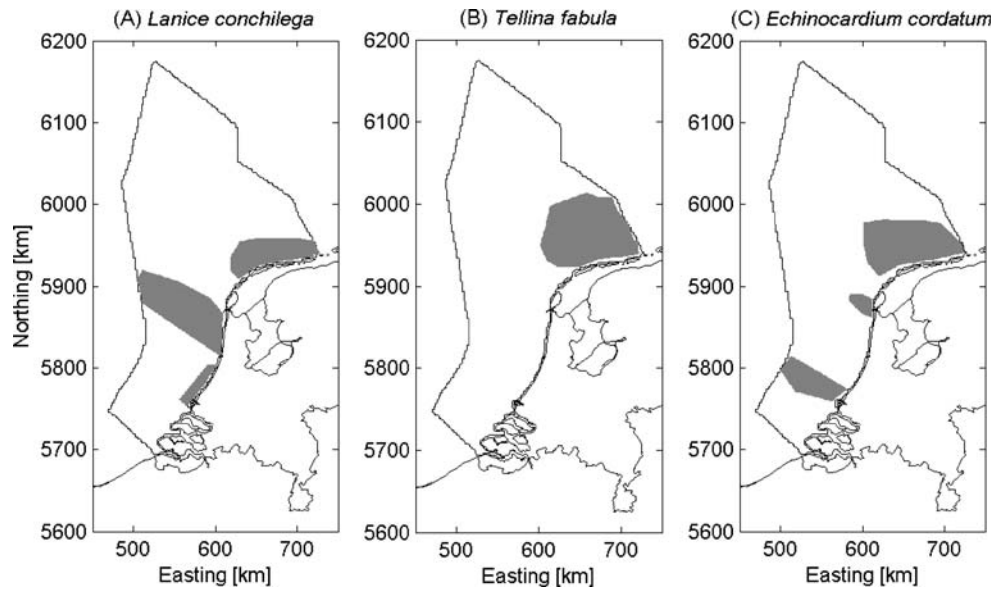 (A) Lanice conchilega
(B) Tellina fabula
(C) Echinocardium cordatum
Northing [km]
6200
6100
6000
5900
5800
5700
5600
500 600 700
Easting [km]
6200
6100
6000
5900
5800
5700
5600
500 600 700
Easting [km]
6200
6100
6000
5900
5800
5700
5600
500 600 700
Easting [km]